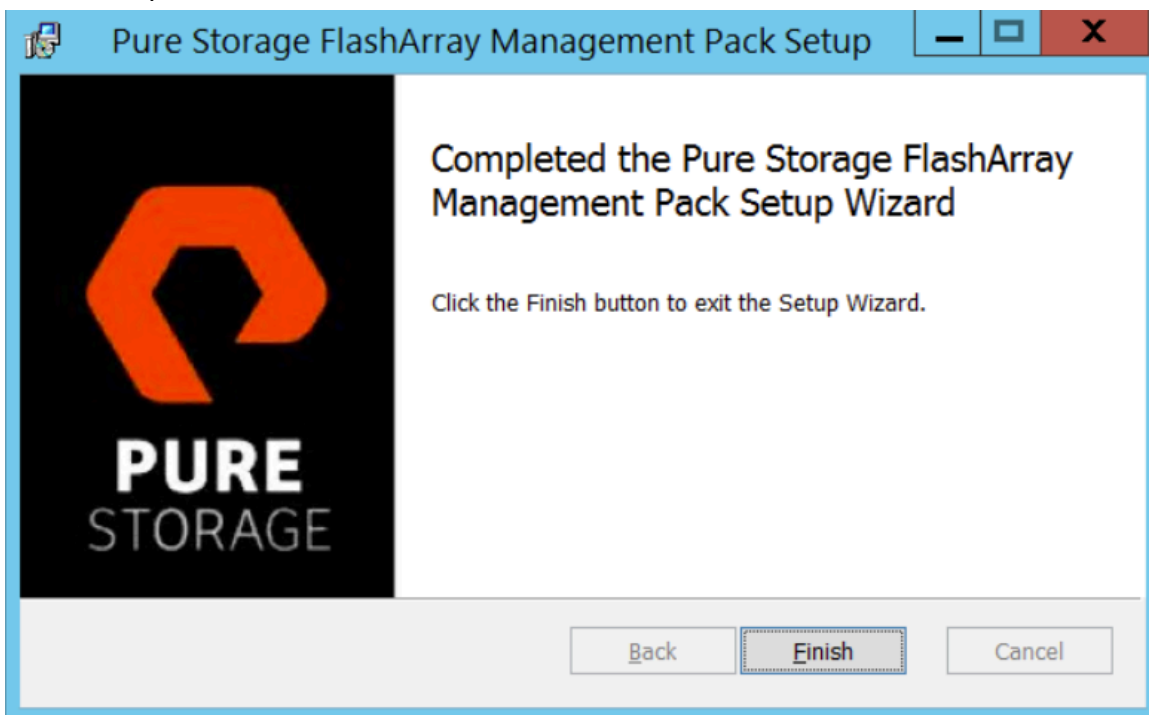 Pure Storage FlashArray Management Pack Setup
X
Completed the Pure Storage FlashArray
Management Pack Setup Wizard
Click the Finish button to exit the Setup Wizard.
PURE
STORAGE
Back
Finish
Cancel